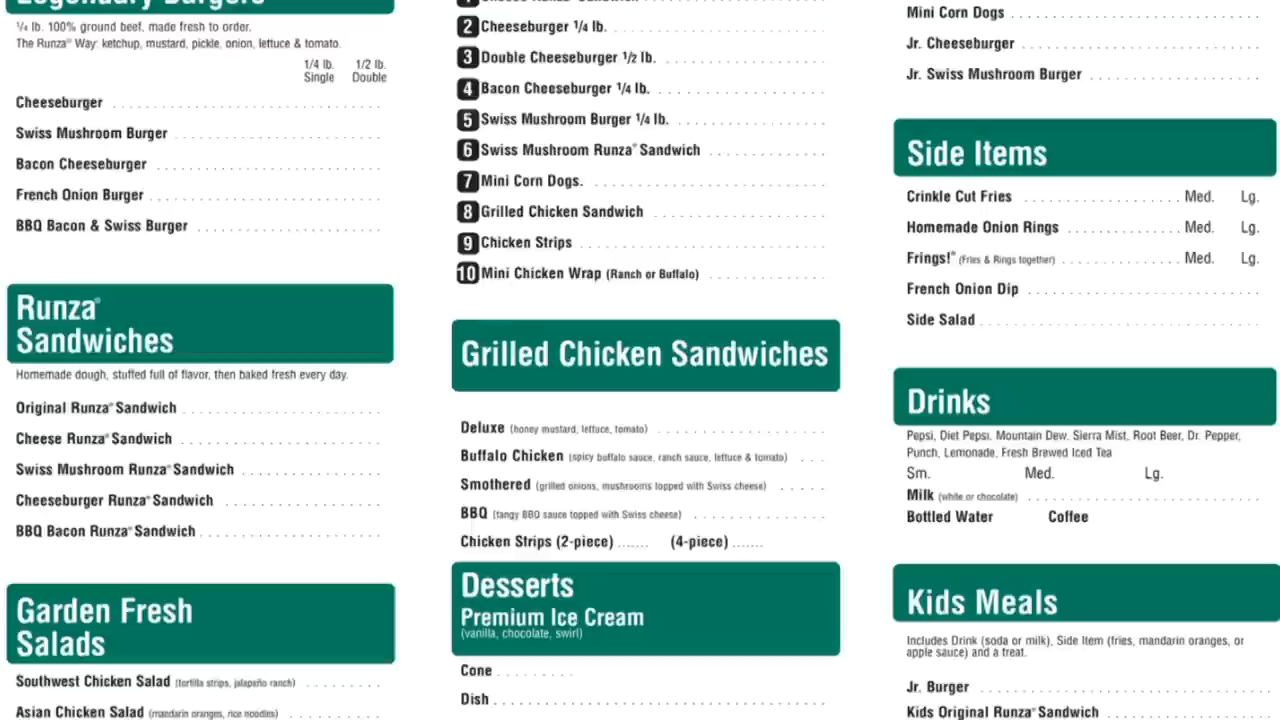 Legendary Burgers
1/4 lb. 100% ground beef, made fresh to order.
The Runza® Way: ketchup, mustard, pickle, onion, lettuce & tomato.
1/4 lb. 1/2 lb.
Single Double
Cheeseburger
Swiss Mushroom Burger
Bacon Cheeseburger
French Onion Burger
BBQ Bacon & Swiss Burger
Runza®
Sandwiches
Homemade dough, stuffed full of flavor, then baked fresh every day.
Original Runza® Sandwich
Cheese Runza® Sandwich
Swiss Mushroom Runza® Sandwich
Cheeseburger Runza® Sandwich
BBQ Bacon Runza® Sandwich
Garden Fresh
Salads
Southwest Chicken Salad (tortilla strips, jalapeño ranch)
Asian Chicken Salad (mandarin oranges, rice noodles)
1 Cheese Runza® Sandwich
2 Cheeseburger 1/4 lb.
3 Double Cheeseburger 1/2 lb.
4 Bacon Cheeseburger 1/4 lb.
5 Swiss Mushroom Burger 1/4 lb.
6 Swiss Mushroom Runza® Sandwich
7 Mini Corn Dogs.
8 Grilled Chicken Sandwich
9 Chicken Strips
10 Mini Chicken Wrap (Ranch or Buffalo)
Grilled Chicken Sandwiches
Deluxe (honey mustard, lettuce, tomato)
Buffalo Chicken (spicy buffalo sauce, ranch sauce, lettuce & tomato)
Smothered (grilled onions, mushrooms topped with Swiss cheese)
BBQ (tangy BBQ sauce topped with Swiss cheese)
Chicken Strips (2-piece) ....... (4-piece) .......
Desserts
Premium Ice Cream
(vanilla, chocolate, swirl)
Cone
Dish
Mini Corn Dogs
Jr. Cheeseburger
Jr. Swiss Mushroom Burger
Side Items
Crinkle Cut Fries Med. Lg.
Homemade Onion Rings Med. Lg.
Frings!® (Fries & Rings together) Med. Lg.
French Onion Dip
Side Salad
Drinks
Pepsi, Diet Pepsi. Mountain Dew. Sierra Mist, Root Beer, Dr. Pepper,
Punch, Lemonade, Fresh Brewed Iced Tea
Sm. Med. Lg.
Milk (white or chocolate)
Bottled Water Coffee
Kids Meals
Includes Drink (soda or milk), Side Item (fries, mandarin oranges, or
apple sauce) and a treat.
Jr. Burger
Kids Original Runza® Sandwich